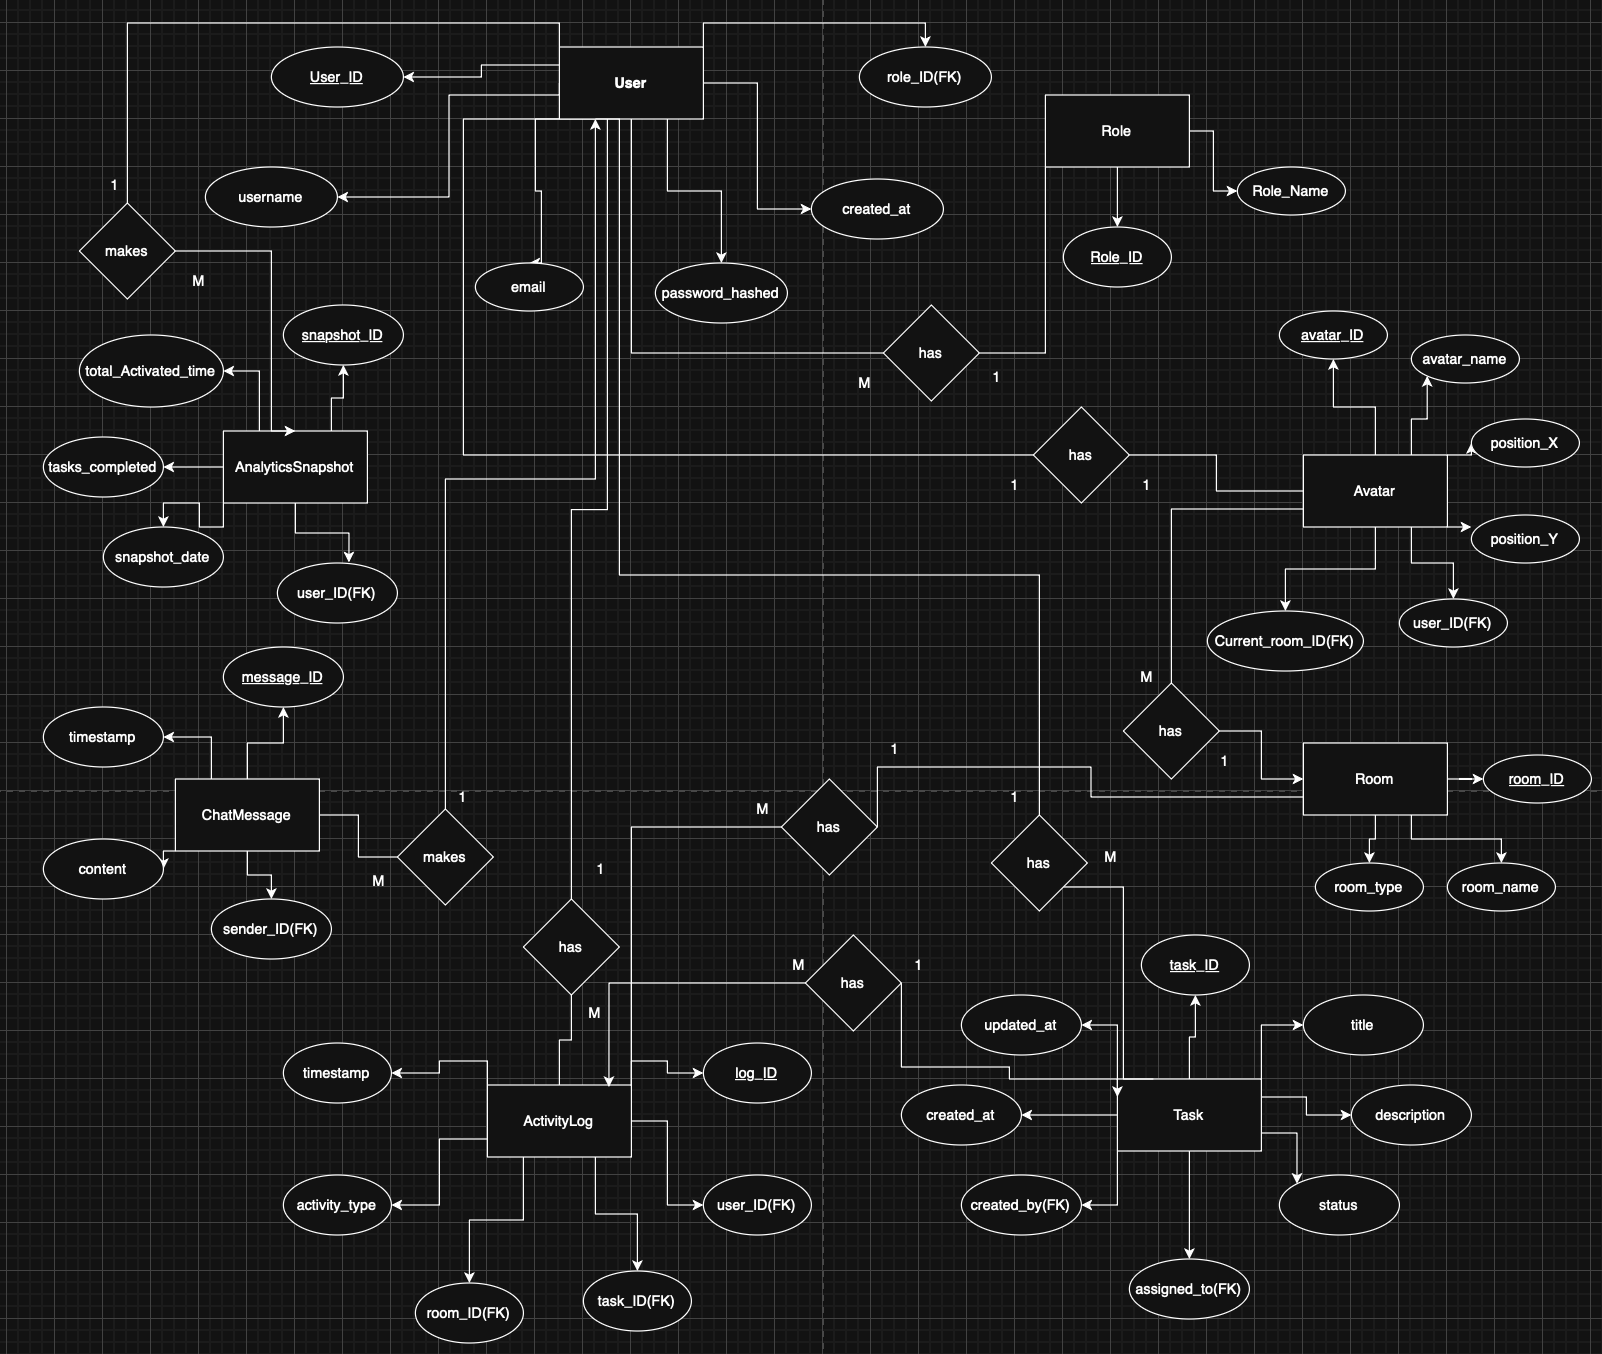 User
User_ID
role_ID(FK)
Role
Role_Name
Role_ID
username
created_at
email
password_hashed
1
makes
M
has
M
1
snapshot_ID
total_Activated_time
AnalyticsSnapshot
tasks_completed
snapshot_date
user_ID(FK)
avatar_ID
avatar_name
position_X
Avatar
position_Y
has
1
1
Current_room_ID(FK)
user_ID(FK)
M
has
1
message_ID
timestamp
ChatMessage
content
sender_ID(FK)
1
makes
M
1
M
has
1
has
M
Room
room_ID
room_type
room_name
1
has
M
M
has
1
task_ID
updated_at
title
created_at
Task
description
created_by(FK)
status
assigned_to(FK)
timestamp
log_ID
ActivityLog
activity_type
user_ID(FK)
room_ID(FK)
task_ID(FK)